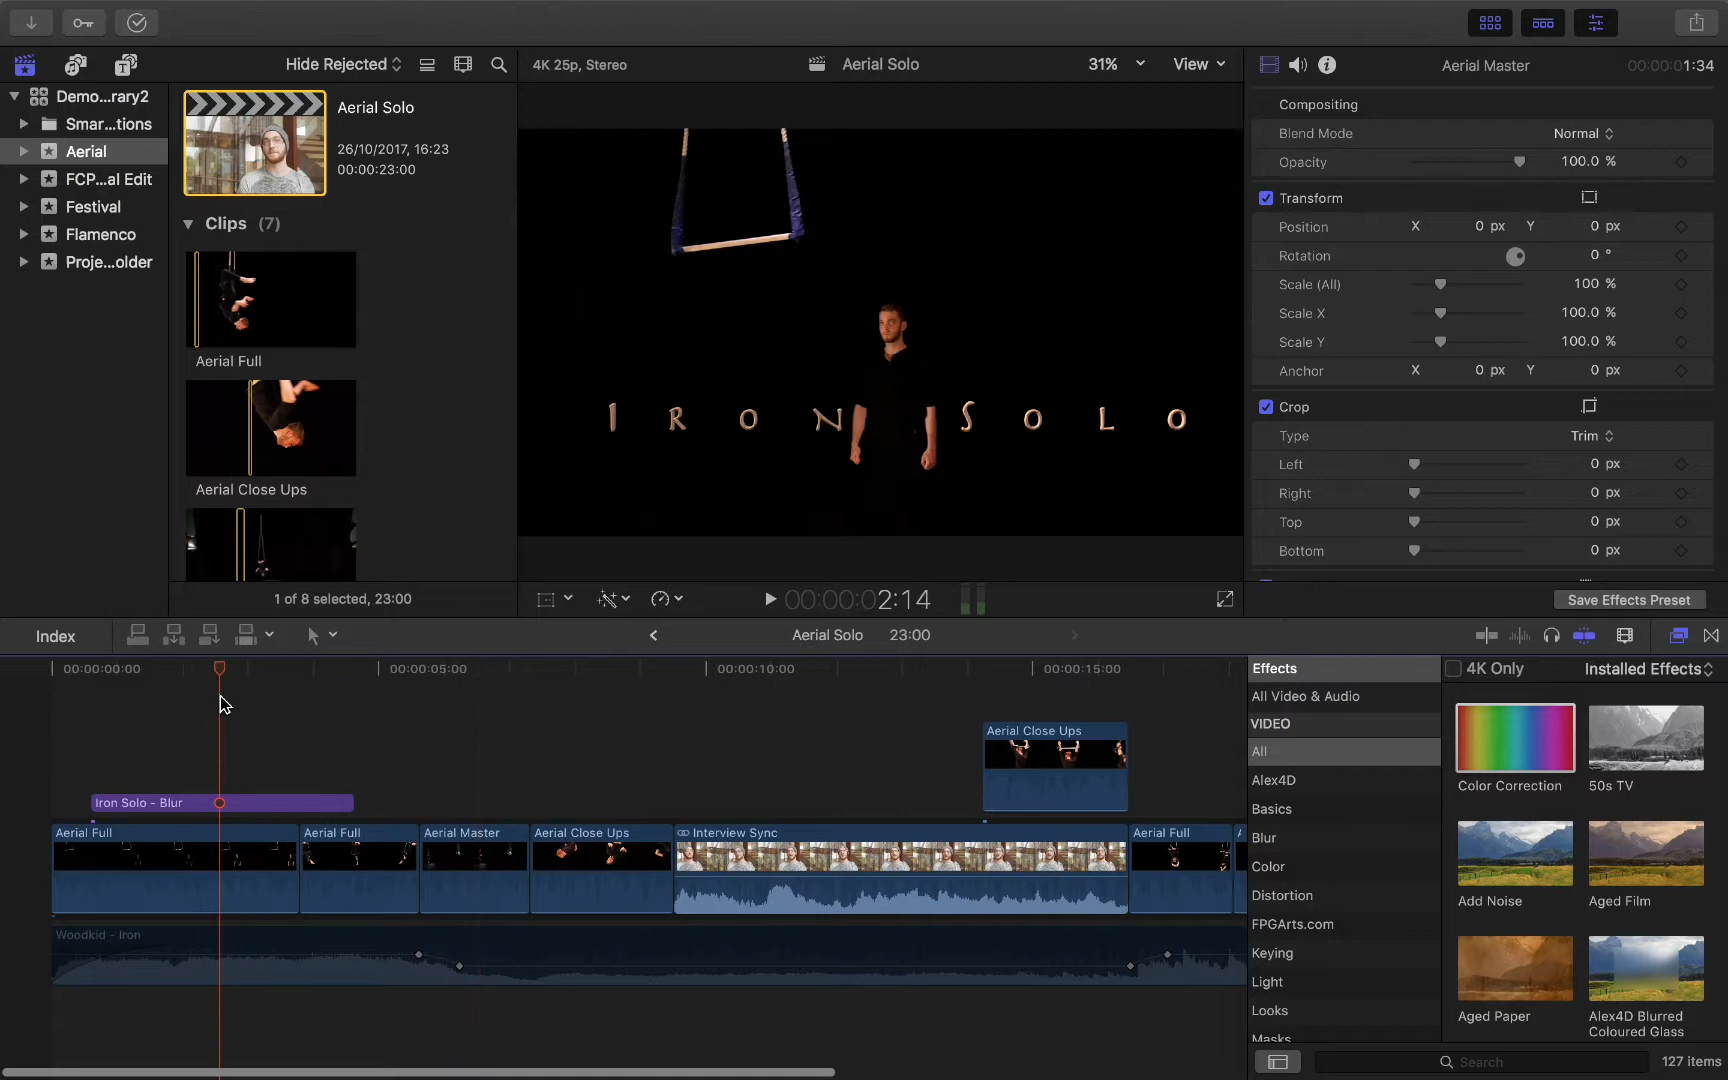 Hide Rejected
4K 25p, Stereo
Aerial Solo
31%
View
Aerial Master
00:00:01:34
Demo...rary2
Smar...tions
Aerial
FCP...al Edit
Festival
Flamenco
Proje...older
Aerial Solo
26/10/2017, 16:23
00:00:23:00
Clips (7)
Aerial Full
Aerial Close Ups
1 of 8 selected, 23:00
IRON SOLO
00:00:02:14
Compositing
Blend Mode Normal
Opacity 100.0 %
Transform
Position X 0 px Y 0 px
Rotation 0 °
Scale (All) 100 %
Scale X 100.0 %
Scale Y 100.0 %
Anchor X 0 px Y 0 px
Crop
Type Trim
Left 0 px
Right 0 px
Top 0 px
Bottom 0 px
Save Effects Preset
Index
Aerial Solo 23:00
00:00:00:00 00:00:05:00 00:00:10:00 00:00:15:00
Aerial Close Ups
Iron Solo - Blur
Aerial Full Aerial Full Aerial Master Aerial Close Ups Interview Sync Aerial Full A
Woodkid - Iron
Effects
All Video & Audio
VIDEO
All
Alex4D
Basics
Blur
Color
Distortion
FPGArts.com
Keying
Light
Looks
Masks
4K Only
Installed Effects
Color Correction
50s TV
Add Noise
Aged Film
Aged Paper
Alex4D Blurred
Coloured Glass
Search
127 items